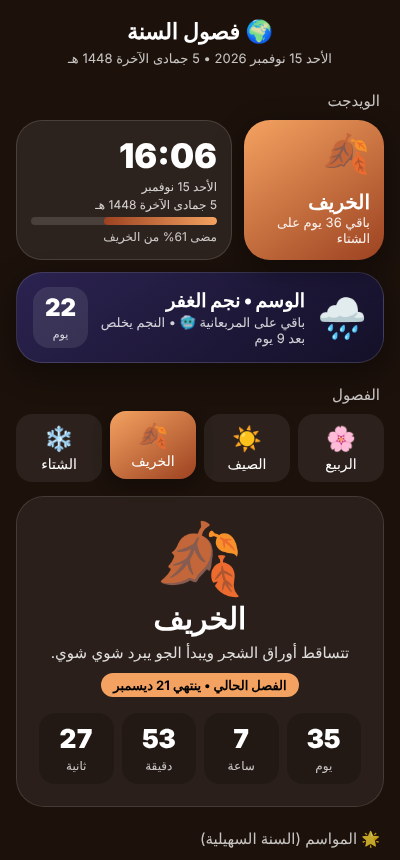 🌍 فصول السنة
الأحد 15 نوفمبر 2026 • 5 جمادى الآخرة 1448 هـ
الويدجت
الخريف
باقي 36 يوم على
الشتاء
16:06
الأحد 15 نوفمبر
5 جمادى الآخرة 1448 هـ
مضى 61% من الخريف
الوسم • نجم الغفر
باقي على المربعانية 🥶 • النجم يخلص
بعد 9 يوم
22
يوم
الفصول
الربيع
الصيف
الخريف
الشتاء
الخريف
تتساقط أوراق الشجر ويبدأ الجو يبرد شوي شوي.
الفصل الحالي • ينتهي 21 ديسمبر
35
يوم
7
ساعة
53
دقيقة
27
ثانية
🌟 المواسم (السنة السهيلية)